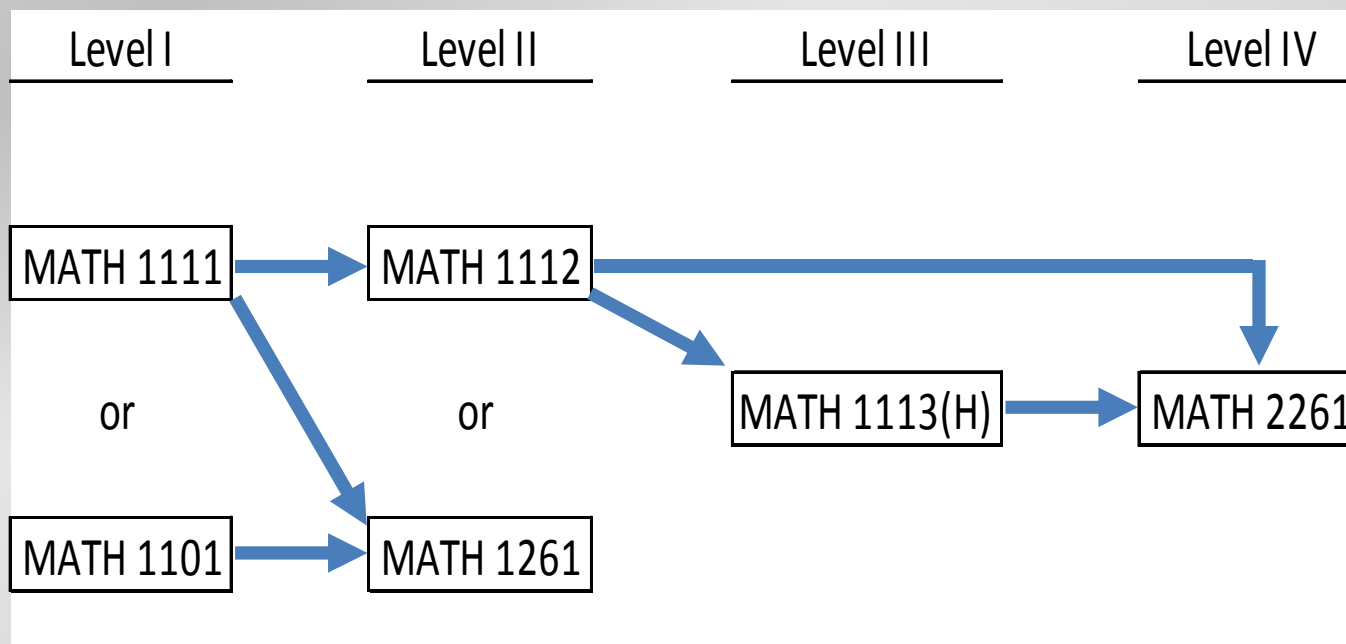 Level I Level II Level III Level IV
MATH 1111 MATH 1112
or or MATH 1113(H) MATH 2261
MATH 1101 MATH 1261